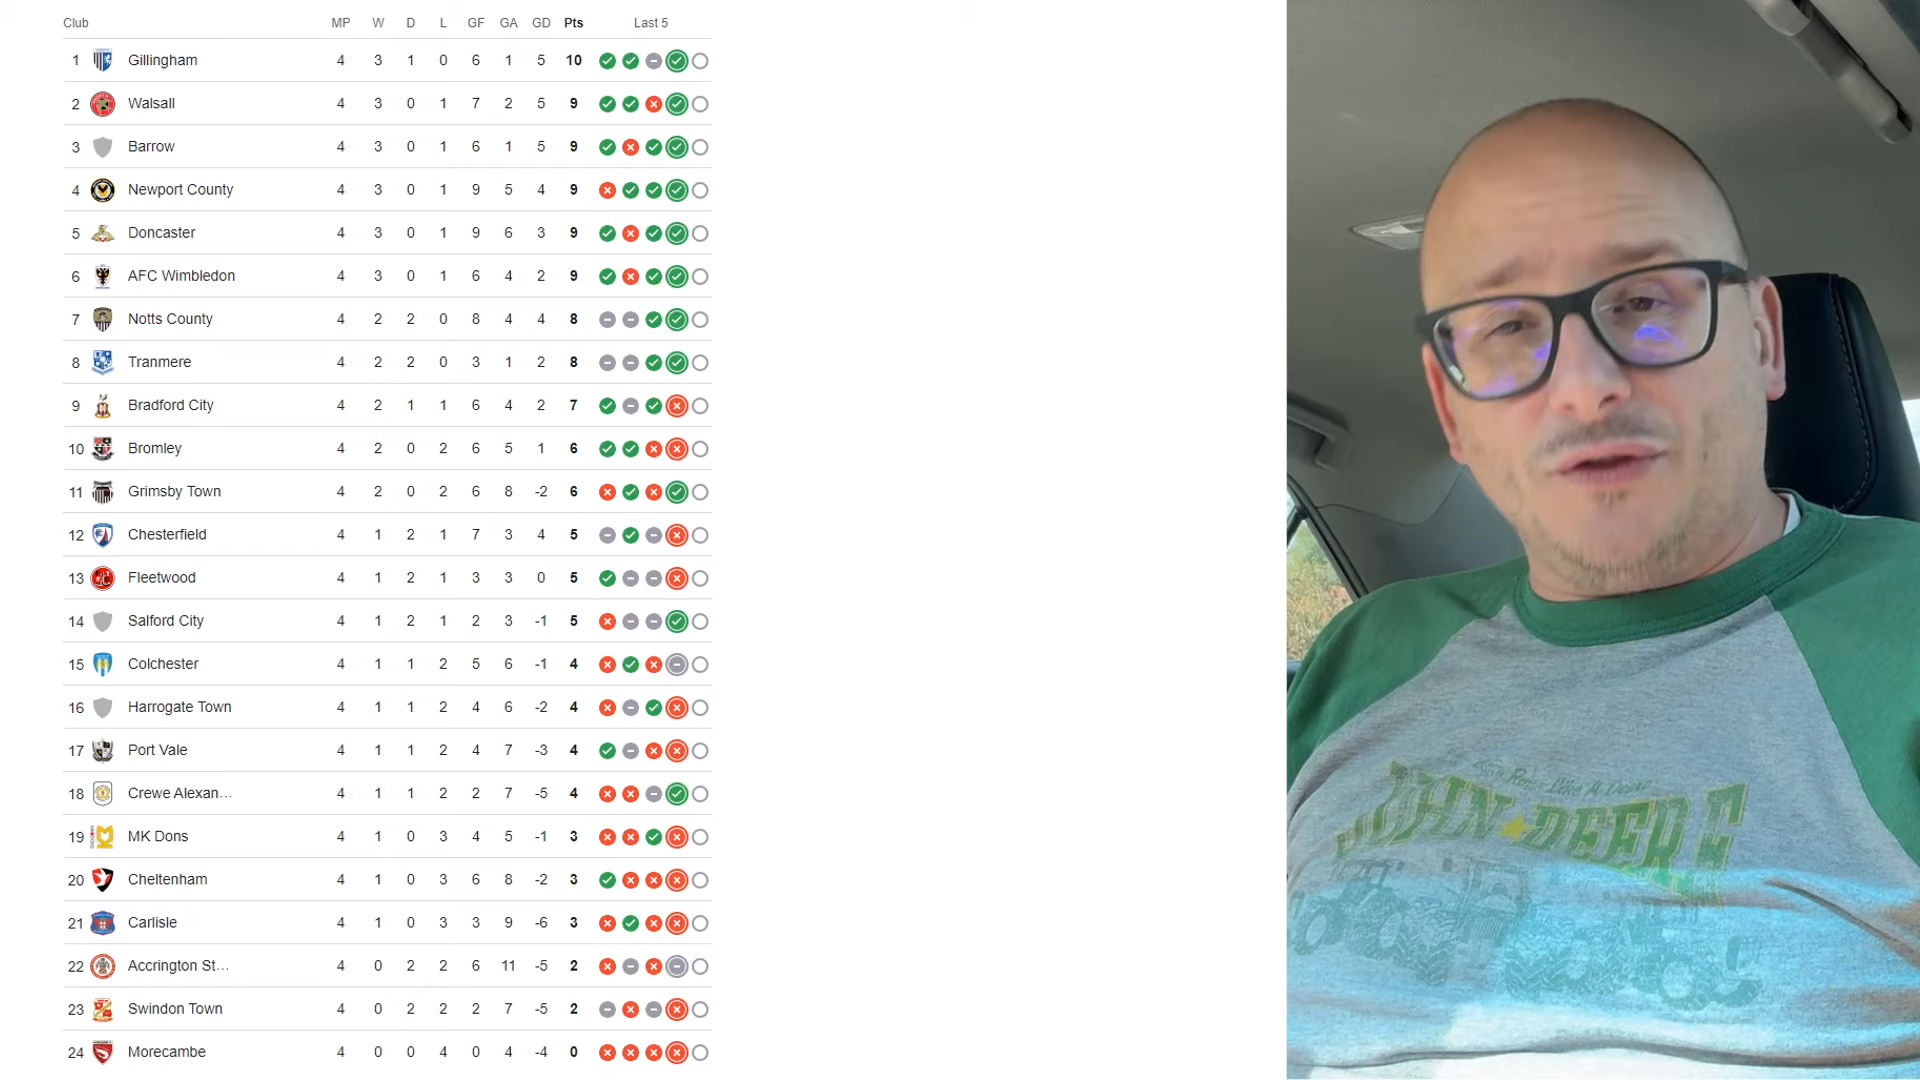 Club MP W D L GF GA GD Pts Last 5
1 Gillingham 4 3 1 0 6 1 5 10
2 Walsall 4 3 0 1 7 2 5 9
3 Barrow 4 3 0 1 6 1 5 9
4 Newport County 4 3 0 1 9 5 4 9
5 Doncaster 4 3 0 1 9 6 3 9
6 AFC Wimbledon 4 3 0 1 6 4 2 9
7 Notts County 4 2 2 0 8 4 4 8
8 Tranmere 4 2 2 0 3 1 2 8
9 Bradford City 4 2 1 1 6 4 2 7
10 Bromley 4 2 0 2 6 5 1 6
11 Grimsby Town 4 2 0 2 6 8 -2 6
12 Chesterfield 4 1 2 1 7 3 4 5
13 Fleetwood 4 1 2 1 3 3 0 5
14 Salford City 4 1 2 1 2 3 -1 5
15 Colchester 4 1 1 2 5 6 -1 4
16 Harrogate Town 4 1 1 2 4 6 -2 4
17 Port Vale 4 1 1 2 4 7 -3 4
18 Crewe Alexan... 4 1 1 2 2 7 -5 4
19 MK Dons 4 1 0 3 4 5 -1 3
20 Cheltenham 4 1 0 3 6 8 -2 3
21 Carlisle 4 1 0 3 3 9 -6 3
22 Accrington St... 4 0 2 2 6 11 -5 2
23 Swindon Town 4 0 2 2 2 7 -5 2
24 Morecambe 4 0 0 4 0 4 -4 0
JOHN DEERE